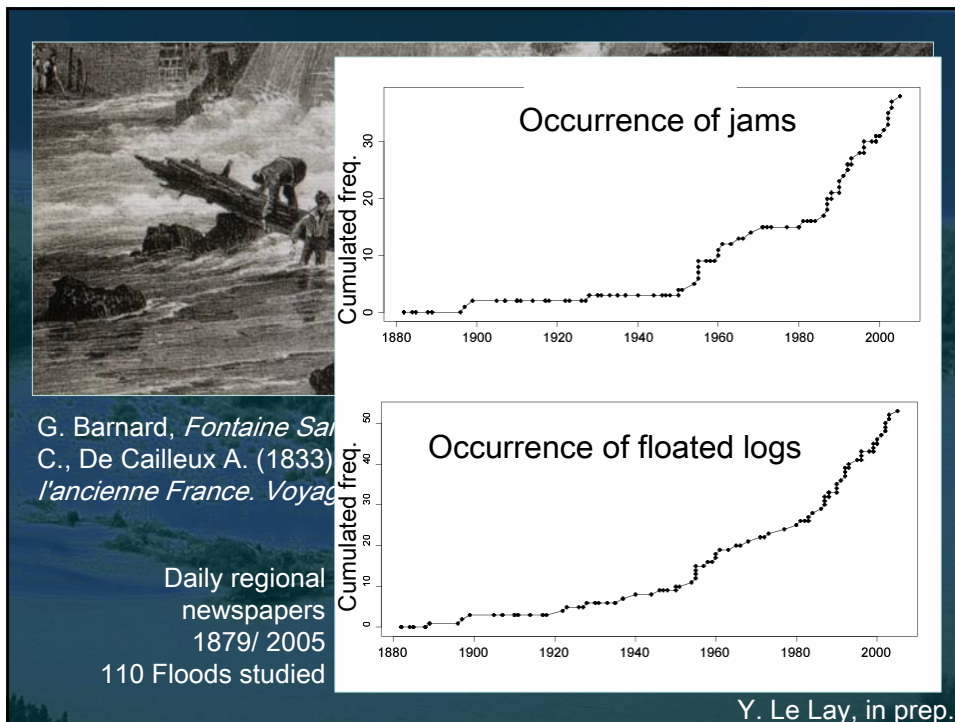 Occurrence of jams
Cumulated freq.
0 10 20 30
1880 1900 1920 1940 1960 1980 2000
Occurrence of floated logs
Cumulated freq.
0 10 20 30 40 50
1880 1900 1920 1940 1960 1980 2000
G. Barnard, Fontaine Sa
C., De Cailleux A. (1833)
l'ancienne France. Voyag
Daily regional
newspapers
1879/ 2005
110 Floods studied
Y. Le Lay, in prep.